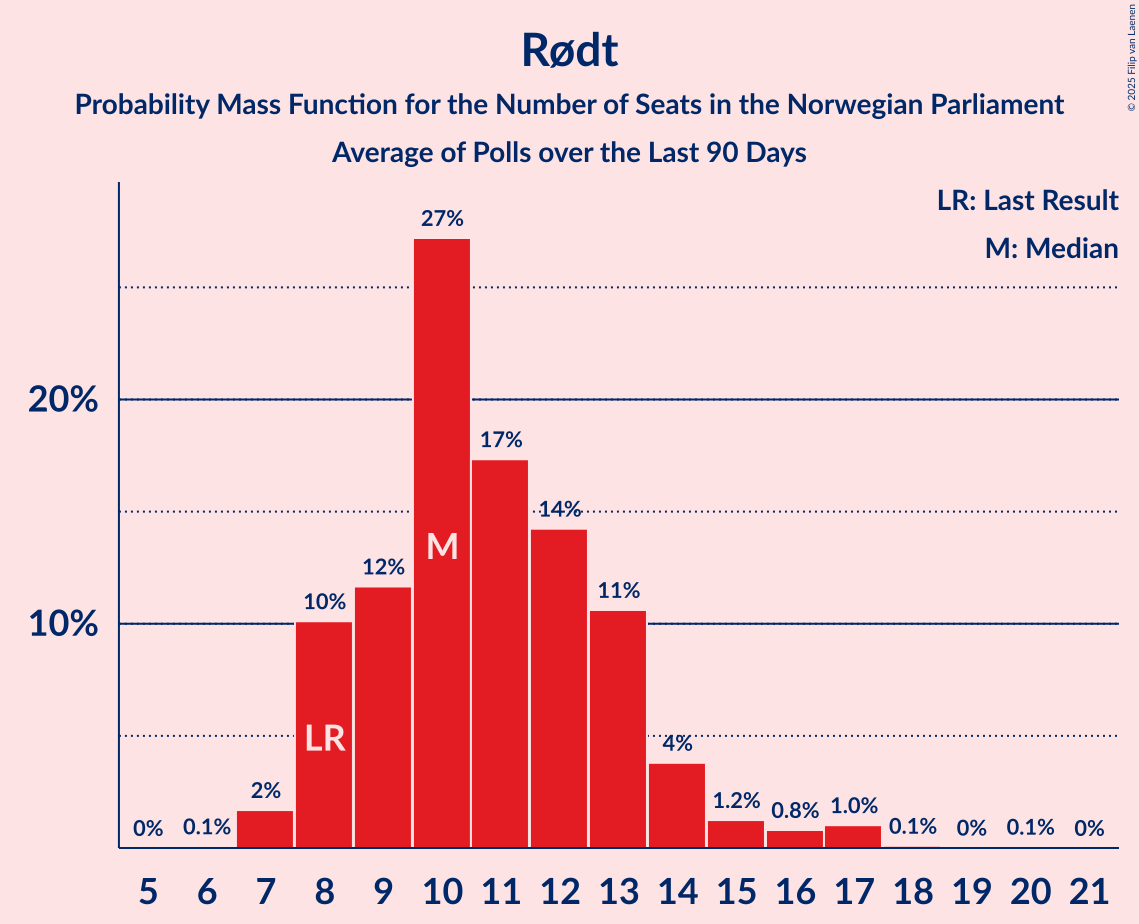 © 2025 Filip van Laenen
Rødt
Probability Mass Function for the Number of Seats in the Norwegian Parliament
Average of Polls over the Last 90 Days
LR: Last Result
M: Median
20%
10%
0%
0.1%
2%
10%
12%
27%
17%
14%
11%
4%
1.2%
0.8%
1.0%
0.1%
0%
0.1%
0%
LR
M
5 6 7 8 9 10 11 12 13 14 15 16 17 18 19 20 21